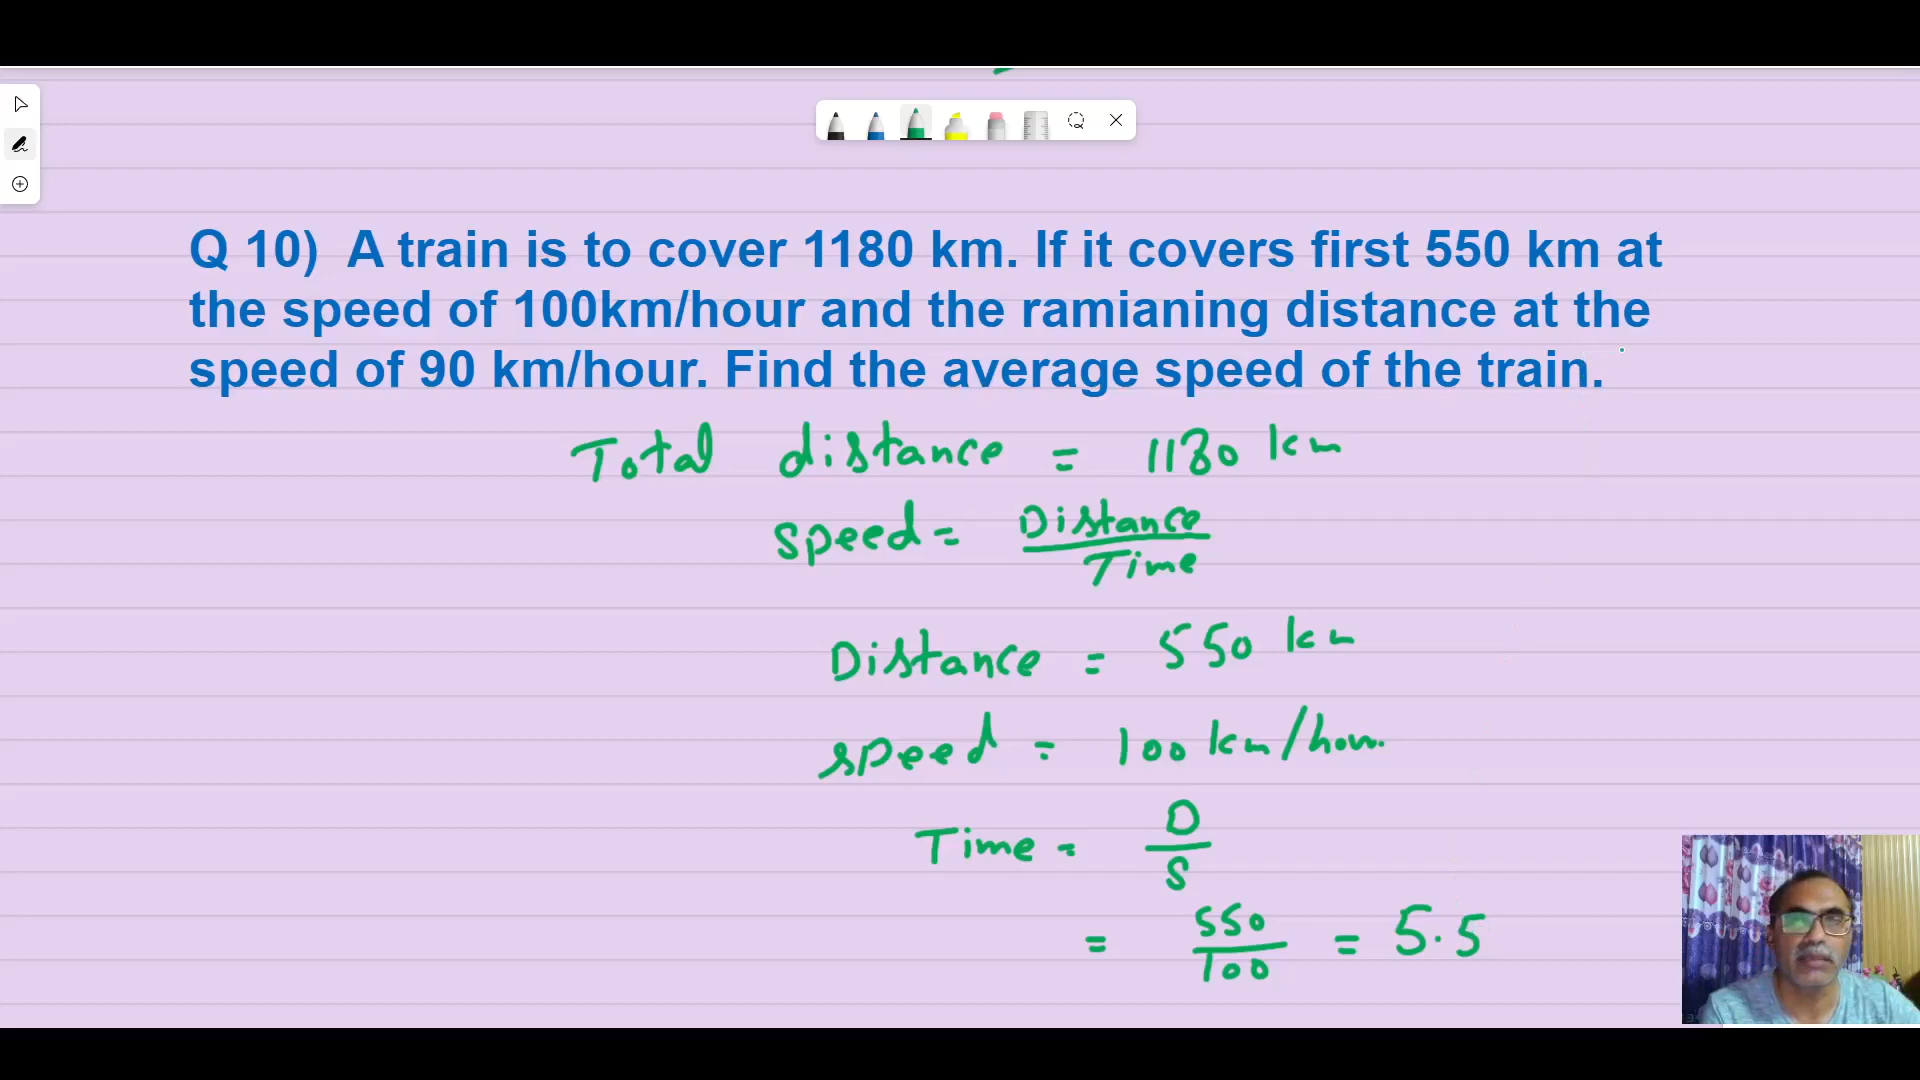 Q 10) A train is to cover 1180 km. If it covers first 550 km at
the speed of 100km/hour and the ramianing distance at the
speed of 90 km/hour. Find the average speed of the train.
Total distance = 1180 km
speed = Distance / Time
Distance = 550 km
speed = 100 km/hour.
Time = D / S
= 550 / 100 = 5.5